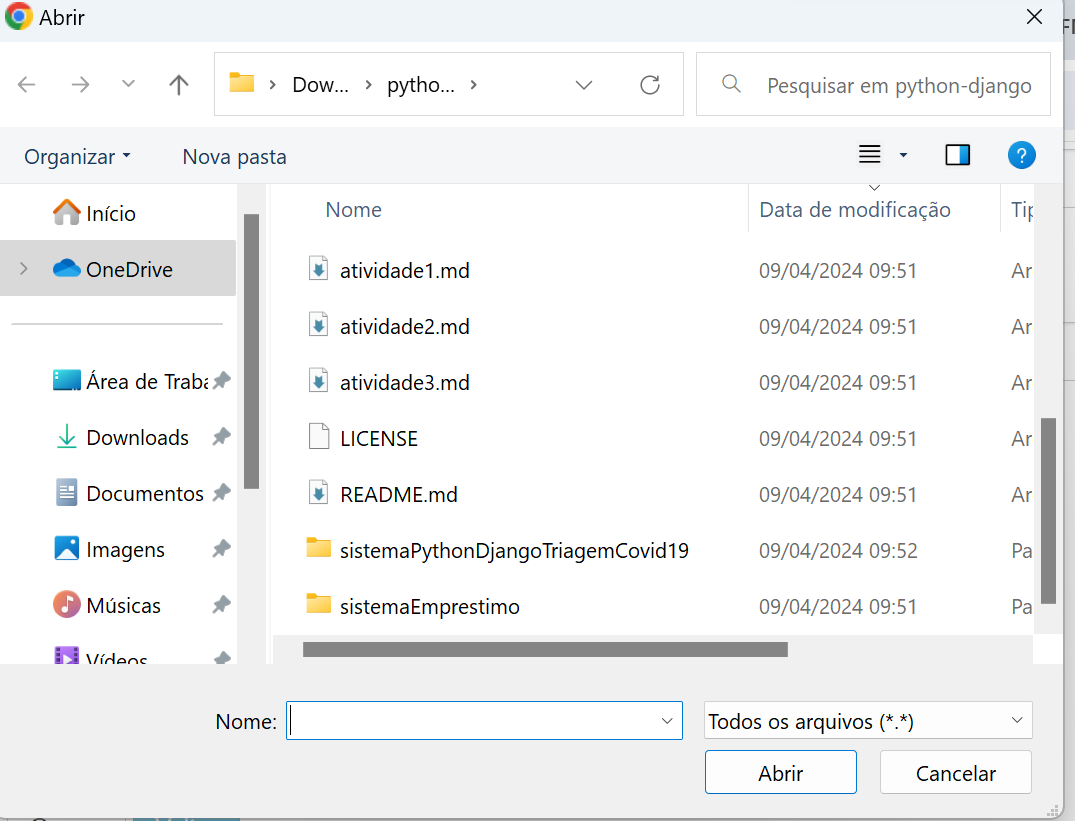 Abrir
Dow... pytho... Pesquisar em python-django
Organizar Nova pasta ?
Nome Data de modificação Tip
Início
OneDrive
Área de Traba
Downloads
Documentos
Imagens
Músicas
Vídeos
atividade1.md 09/04/2024 09:51 Ar
atividade2.md 09/04/2024 09:51 Ar
atividade3.md 09/04/2024 09:51 Ar
LICENSE 09/04/2024 09:51 Ar
README.md 09/04/2024 09:51 Ar
sistemaPythonDjangoTriagemCovid19 09/04/2024 09:52 Pa
sistemaEmprestimo 09/04/2024 09:51 Pa
Nome: Todos os arquivos (*.*)
Abrir Cancelar